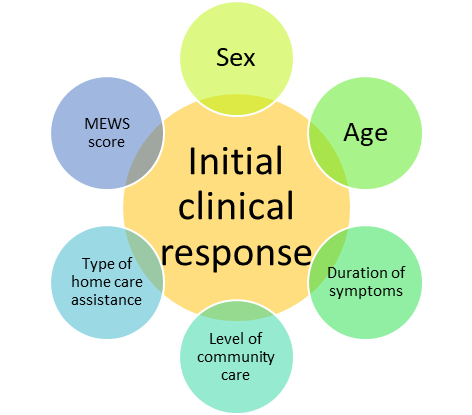 Sex
Age
Duration of
symptoms
Level of
community
care
Type of
home care
assistance
MEWS
score
Initial
clinical
response